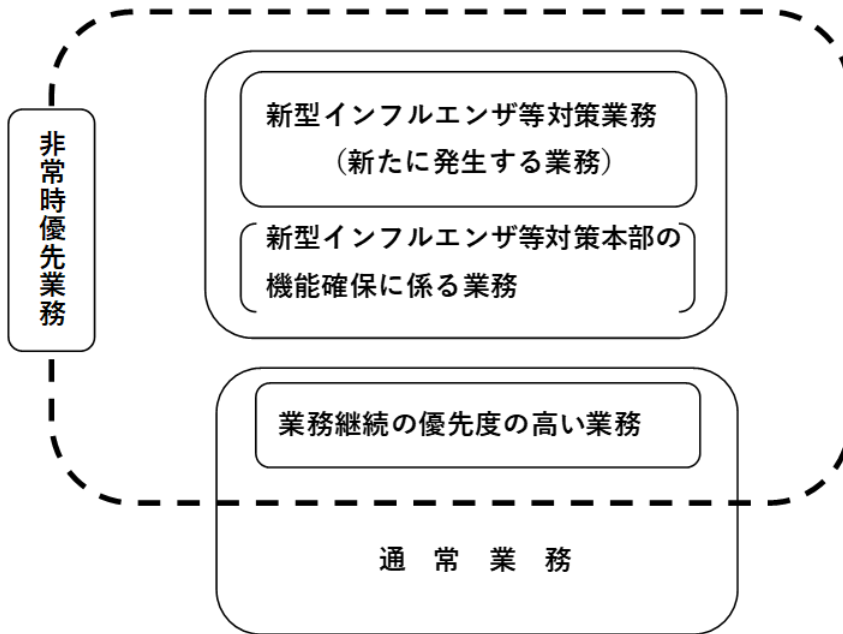 非常時優先業務
新型インフルエンザ等対策業務
（新たに発生する業務）
新型インフルエンザ等対策本部の
機能確保に係る業務
業務継続の優先度の高い業務
通　常　業　務